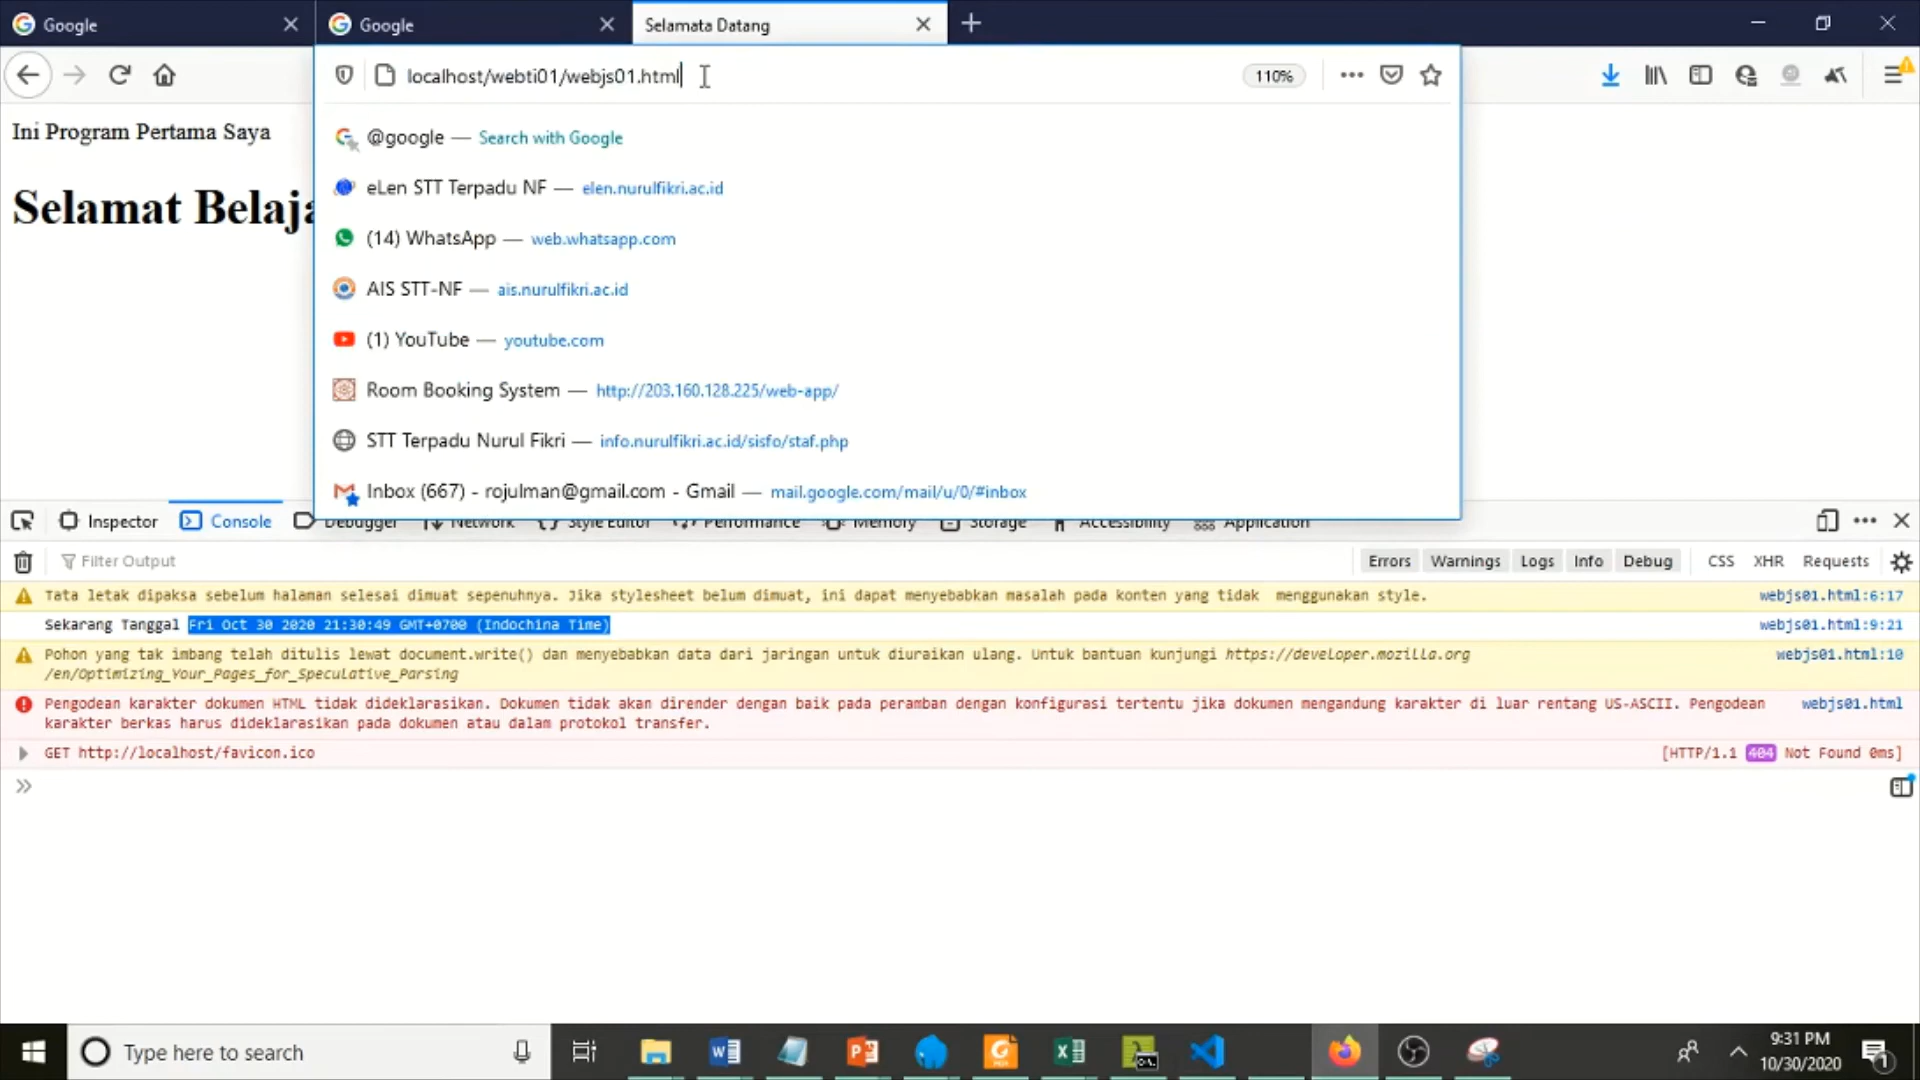 Google
Google
Selamata Datang
localhost/webti01/webjs01.html
110%
Ini Program Pertama Saya
@google — Search with Google
eLen STT Terpadu NF — elen.nurulfikri.ac.id
Selamat Belaja
(14) WhatsApp — web.whatsapp.com
AIS STT-NF — ais.nurulfikri.ac.id
(1) YouTube — youtube.com
Room Booking System — http://203.160.128.225/web-app/
STT Terpadu Nurul Fikri — info.nurulfikri.ac.id/sisfo/staf.php
Inbox (667) - rojulman@gmail.com - Gmail — mail.google.com/mail/u/0/#inbox
Inspector Console Debugger Network Style Editor Performance Memory Storage Accessibility Application
Filter Output Errors Warnings Logs Info Debug CSS XHR Requests
Tata letak dipaksa sebelum halaman selesai dimuat sepenuhnya. Jika stylesheet belum dimuat, ini dapat menyebabkan masalah pada konten yang tidak menggunakan style. webjs01.html:6:17
Sekarang Tanggal Fri Oct 30 2020 21:30:49 GMT+0700 (Indochina Time) webjs01.html:9:21
Pohon yang tak imbang telah ditulis lewat document.write() dan menyebabkan data dari jaringan untuk diuraikan ulang. Untuk bantuan kunjungi https://developer.mozilla.org webjs01.html:10
/en/Optimizing_Your_Pages_for_Speculative_Parsing
Pengodean karakter dokumen HTML tidak dideklarasikan. Dokumen tidak akan dirender dengan baik pada peramban dengan konfigurasi tertentu jika dokumen mengandung karakter di luar rentang US-ASCII. Pengodean webjs01.html
karakter berkas harus dideklarasikan pada dokumen atau dalam protokol transfer.
GET http://localhost/favicon.ico [HTTP/1.1 404 Not Found 0ms]
Type here to search
9:31 PM
10/30/2020
1